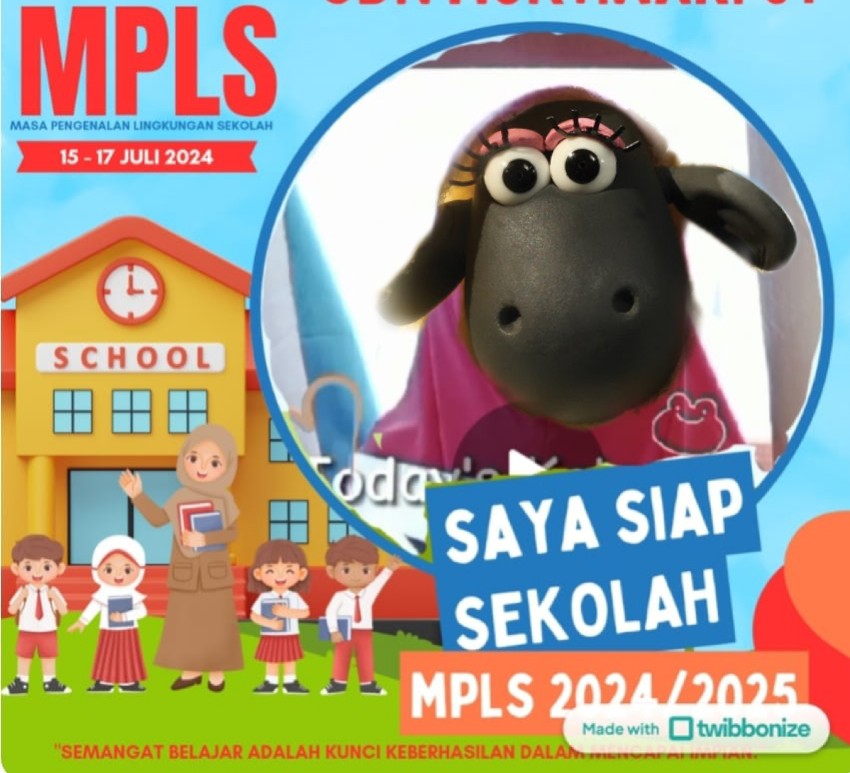 MPLS
MASA PENGENALAN LINGKUNGAN SEKOLAH
15 - 17 JULI 2024
SCHOOL
Today's
SAYA SIAP
SEKOLAH
MPLS 2024/2025
Made with twibbonize
"SEMANGAT BELAJAR ADALAH KUNCI KEBERHASILAN DALAM MENCAPAI IMPIAN."